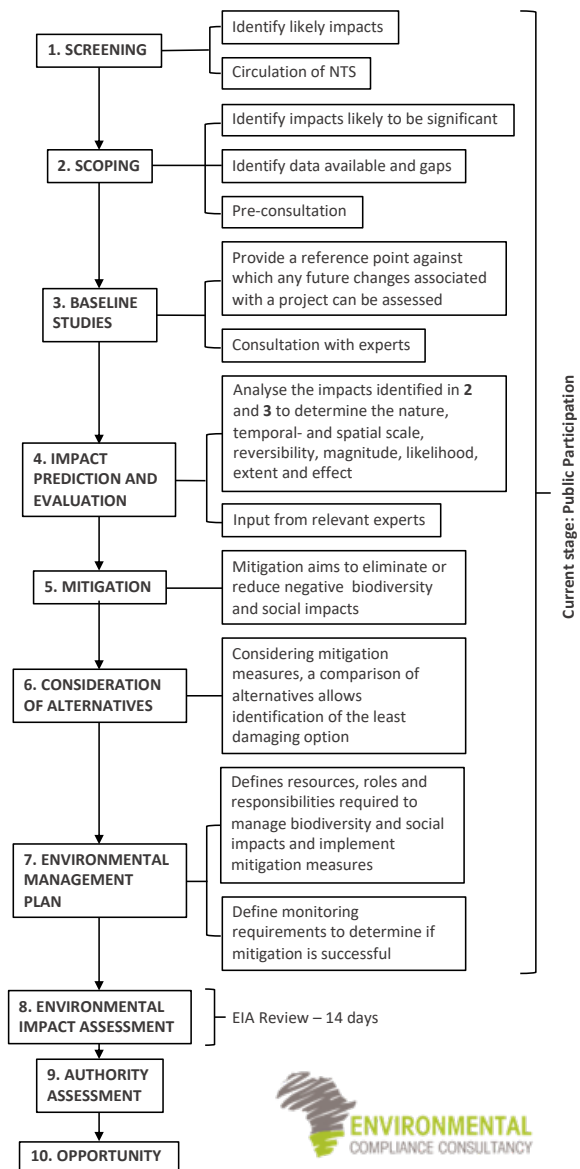 Identify likely impacts
1. SCREENING
Circulation of NTS
Identify impacts likely to be significant
2. SCOPING
Identify data available and gaps
Pre-consultation
Provide a reference point against
which any future changes associated
with a project can be assessed
3. BASELINE
STUDIES
Consultation with experts
Analyse the impacts identified in 2
and 3 to determine the nature,
temporal- and spatial scale,
reversibility, magnitude, likelihood,
extent and effect
4. IMPACT
PREDICTION AND
EVALUATION
Input from relevant experts
5. MITIGATION
Mitigation aims to eliminate or
reduce negative biodiversity
and social impacts
6. CONSIDERATION
OF ALTERNATIVES
Considering mitigation
measures, a comparison of
alternatives allows
identification of the least
damaging option
Defines resources, roles and
responsibilities required to
manage biodiversity and social
impacts and implement
mitigation measures
7. ENVIRONMENTAL
MANAGEMENT
PLAN
Define monitoring
requirements to determine if
mitigation is successful
Current stage: Public Participation
8. ENVIRONMENTAL
IMPACT ASSESSMENT
EIA Review – 14 days
9. AUTHORITY
ASSESSMENT
10. OPPORTUNITY
ENVIRONMENTAL
COMPLIANCE CONSULTANCY